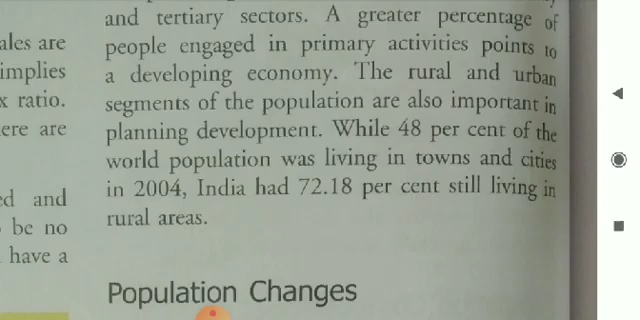 ales are
implies
x ratio.
ere are
ed and
be no
have a
and tertiary sectors. A greater percentage of
people engaged in primary activities points to
a developing economy. The rural and urban
segments of the population are also important in
planning development. While 48 per cent of the
world population was living in towns and cities
in 2004, India had 72.18 per cent still living in
rural areas.
Population Changes